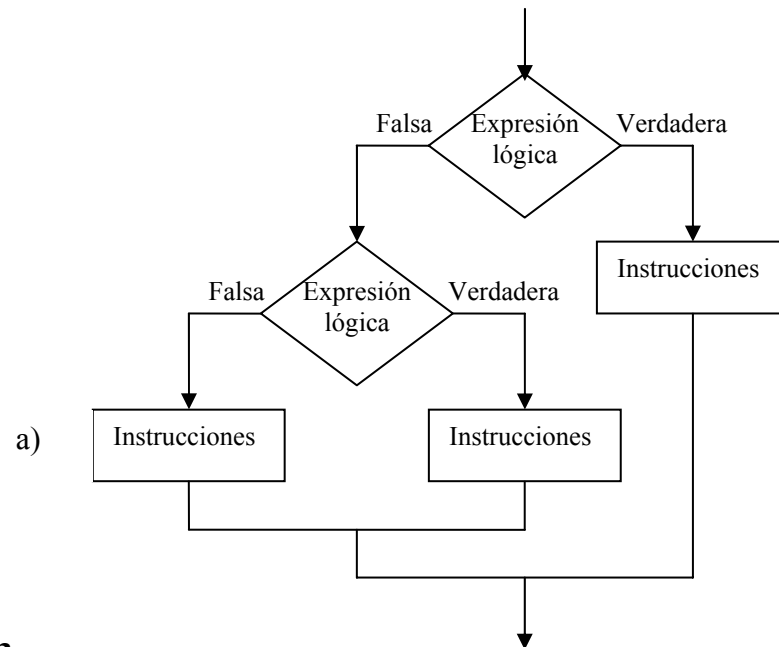 Falsa
Expresión
lógica
Verdadera
Instrucciones
Falsa
Expresión
lógica
Verdadera
a)
Instrucciones
Instrucciones